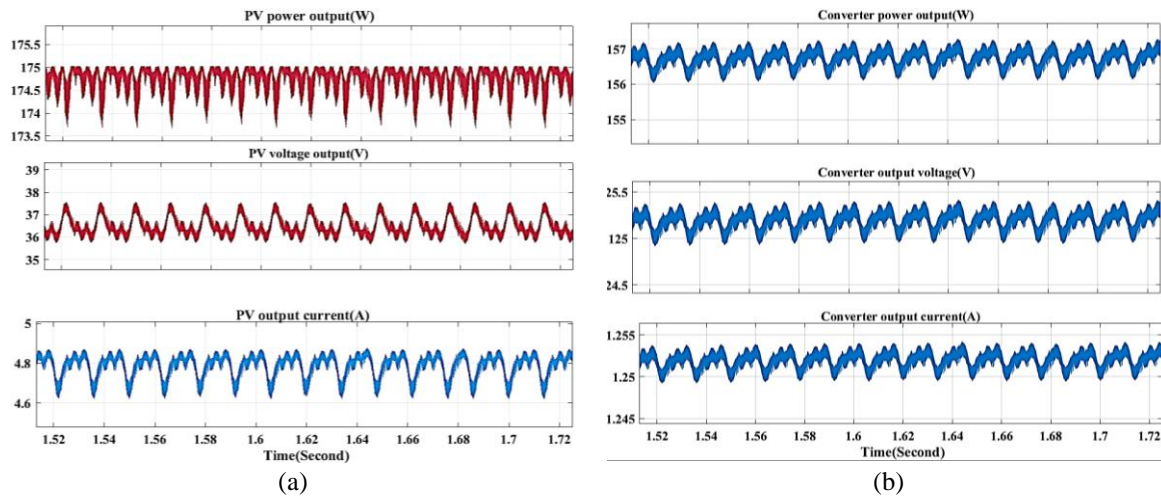 PV power output(W)
175.5
175
174.5
174
173.5
PV voltage output(V)
39
38
37
36
35
PV output current(A)
5
4.8
4.6
1.52 1.54 1.56 1.58 1.6 1.62 1.64 1.66 1.68 1.7 1.72
Time(Second)
(a)
Converter power output(W)
157
156
155
Converter output voltage(V)
25.5
125
24.5
Converter output current(A)
1.255
1.25
1.245
1.52 1.54 1.56 1.58 1.6 1.62 1.64 1.66 1.68 1.7 1.72
Time(Second)
(b)